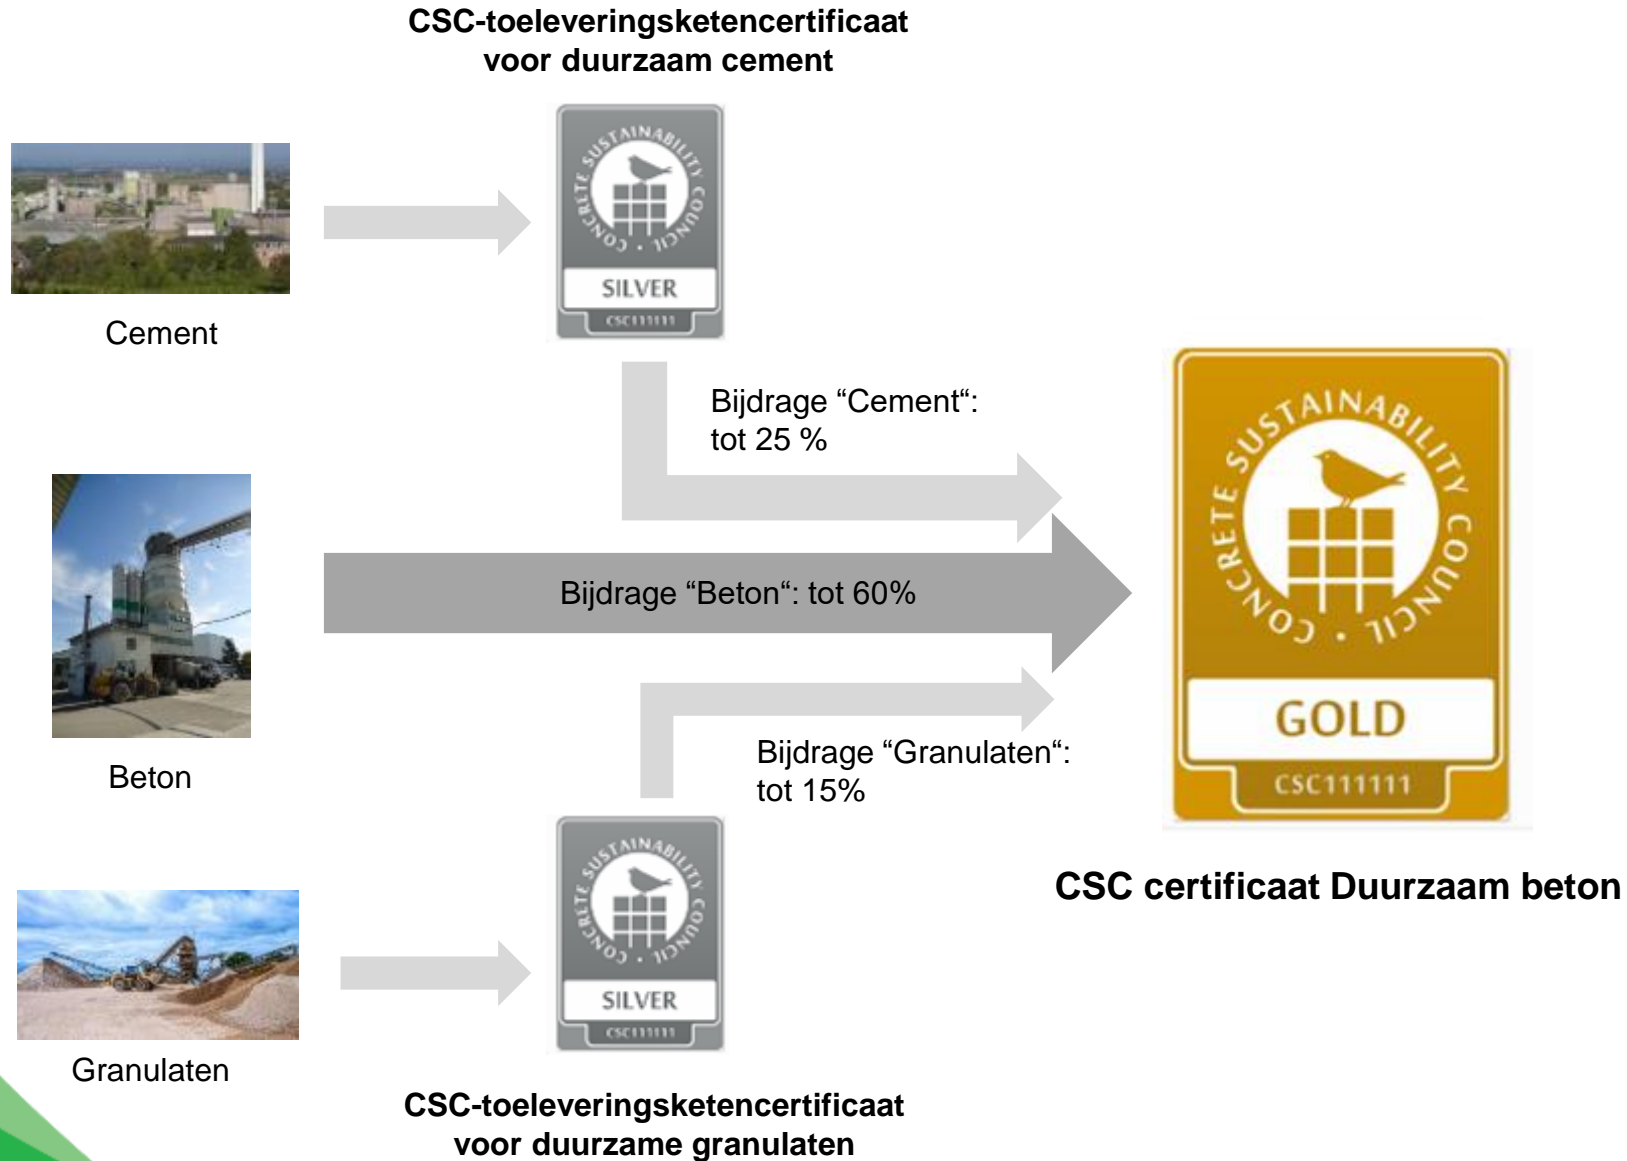 CSC-toeleveringsketencertificaat
voor duurzaam cement
CONCRETE SUSTAINABILITY COUNCIL
SILVER
CSC111111
Cement
Bijdrage “Cement“:
tot 25 %
Bijdrage “Beton“: tot 60%
Beton
Bijdrage “Granulaten“:
tot 15%
CONCRETE SUSTAINABILITY COUNCIL
GOLD
CSC111111
CSC certificaat Duurzaam beton
CONCRETE SUSTAINABILITY COUNCIL
SILVER
CSC111111
Granulaten
CSC-toeleveringsketencertificaat
voor duurzame granulaten